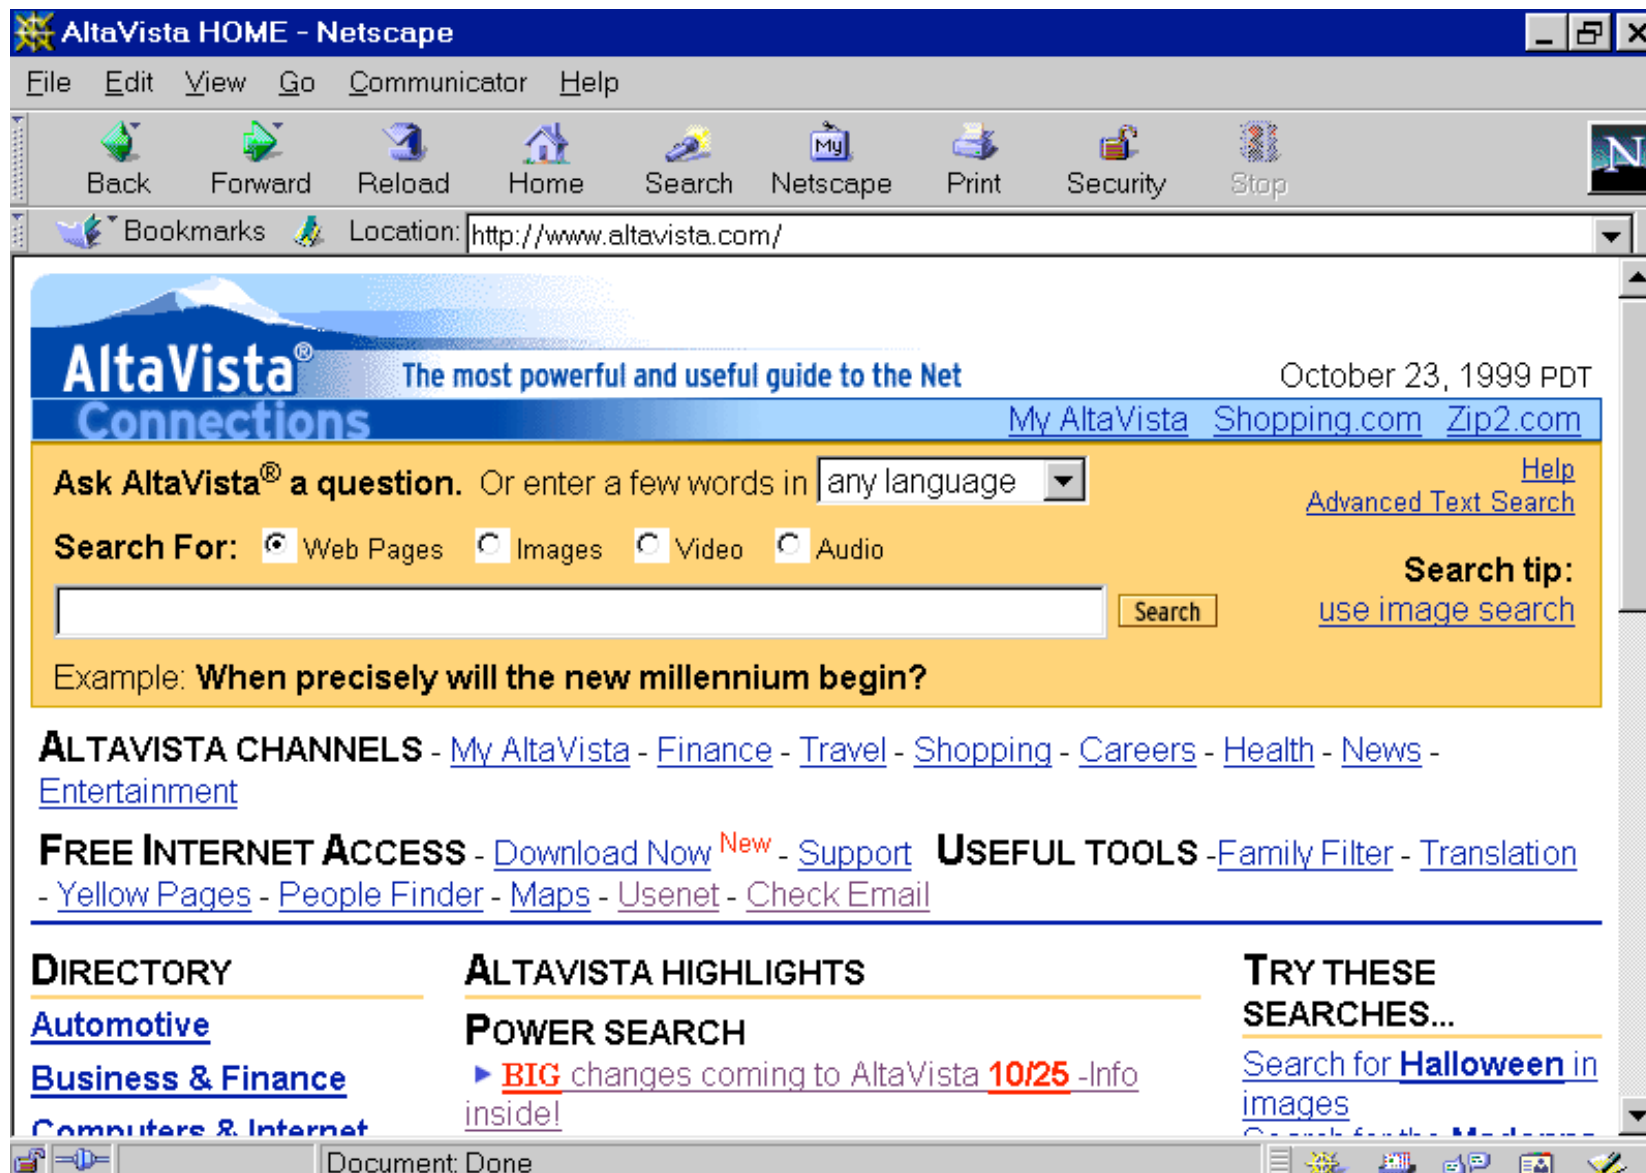 AltaVista HOME - Netscape
File Edit View Go Communicator Help
Back Forward Reload Home Search My Netscape Print Security Stop N
Bookmarks Location: http://www.altavista.com/
AltaVista® The most powerful and useful guide to the Net October 23, 1999 PDT
Connections My AltaVista Shopping.com Zip2.com
Ask AltaVista® a question. Or enter a few words in any language Help
Advanced Text Search
Search For: Web Pages Images Video Audio
Search tip:
Search use image search
Example: When precisely will the new millennium begin?
ALTAVISTA CHANNELS - My AltaVista - Finance - Travel - Shopping - Careers - Health - News -
Entertainment
FREE INTERNET ACCESS - Download Now New - Support USEFUL TOOLS -Family Filter - Translation
- Yellow Pages - People Finder - Maps - Usenet - Check Email
DIRECTORY
Automotive
Business & Finance
Computers & Internet
ALTAVISTA HIGHLIGHTS
POWER SEARCH
BIG changes coming to AltaVista 10/25 -Info
inside!
TRY THESE
SEARCHES...
Search for Halloween in
images
Search for the Madonna
Document: Done